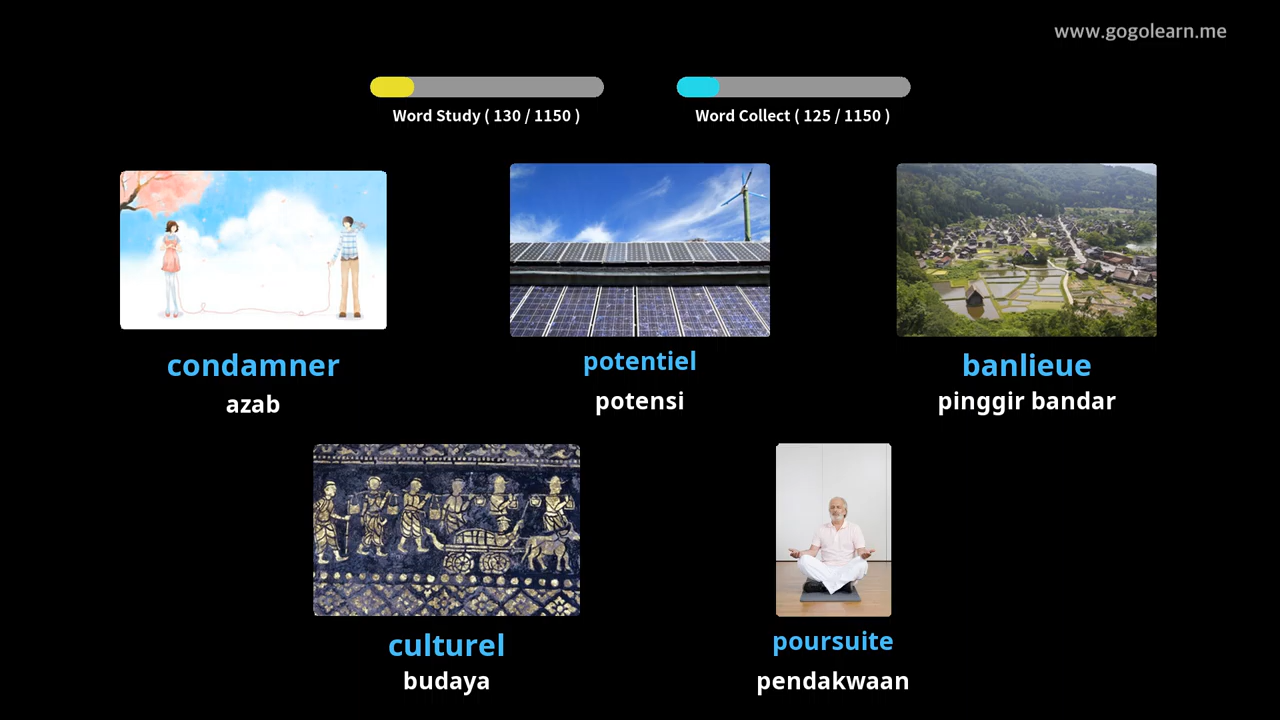 www.gogolearn.me
Word Study ( 130 / 1150 )
Word Collect ( 125 / 1150 )
condamner
azab
potentiel
potensi
banlieue
pinggir bandar
culturel
budaya
poursuite
pendakwaan